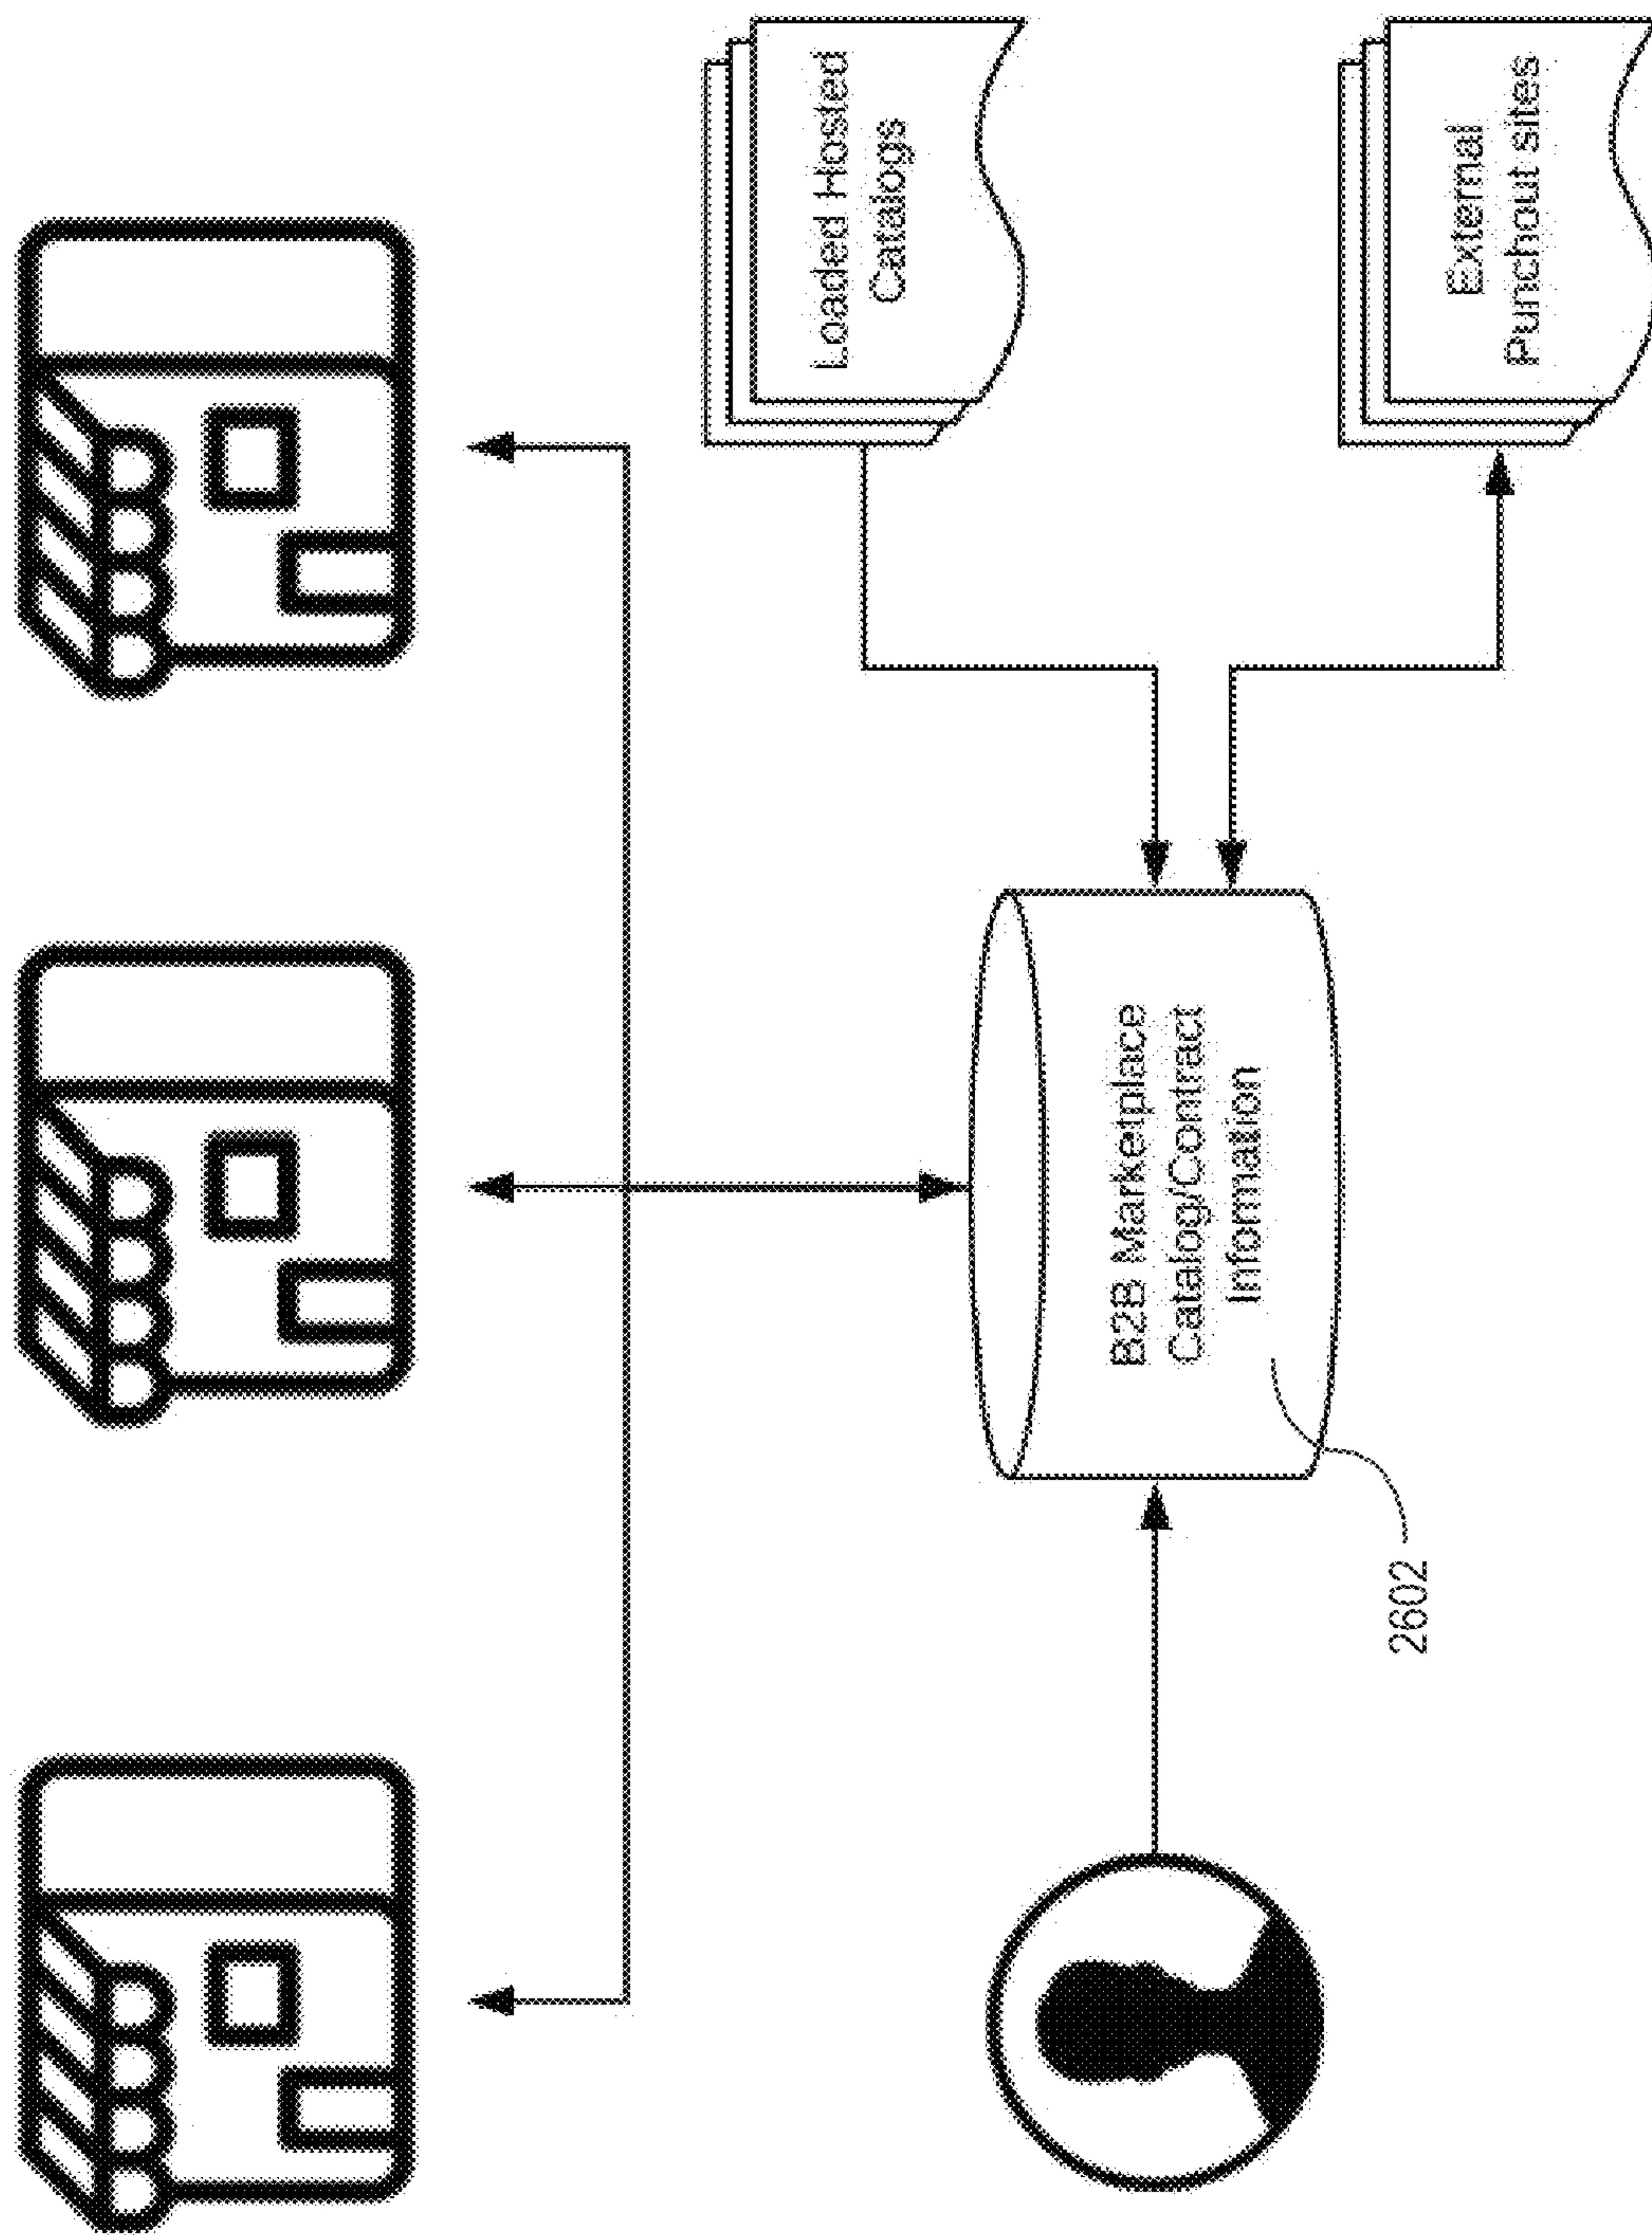 Loaded Hosted
Catalogs
External
Punchout sites
B2B Marketplace
Catalog/Contract
Information
2602